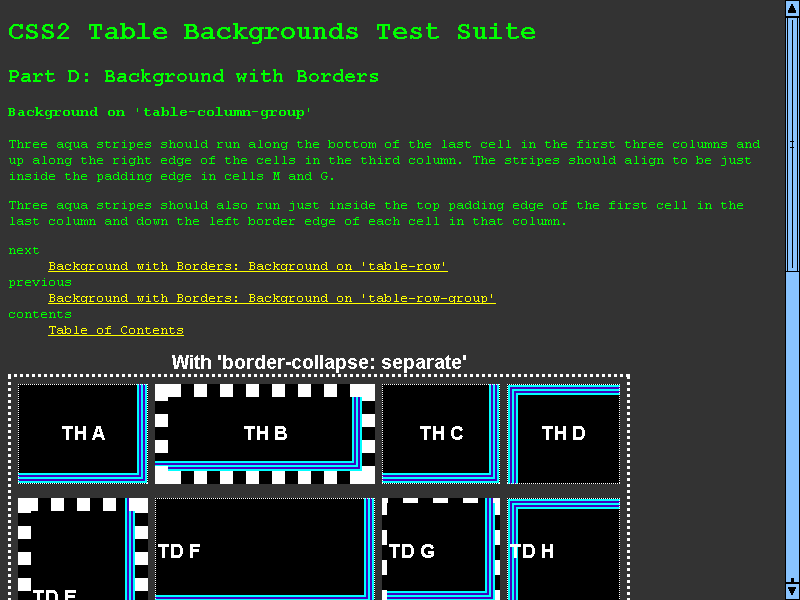 CSS2 Table Backgrounds Test Suite
Part D: Background with Borders
Background on 'table-column-group'
Three aqua stripes should run along the bottom of the last cell in the first three columns and
up along the right edge of the cells in the third column. The stripes should align to be just
inside the padding edge in cells M and G.
Three aqua stripes should also run just inside the top padding edge of the first cell in the
last column and down the left border edge of each cell in that column.
next
Background with Borders: Background on 'table-row'
previous
Background with Borders: Background on 'table-row-group'
contents
Table of Contents
With 'border-collapse: separate'
TH A
TH B
TH C
TH D
TD E
TD F
TD G
TD H